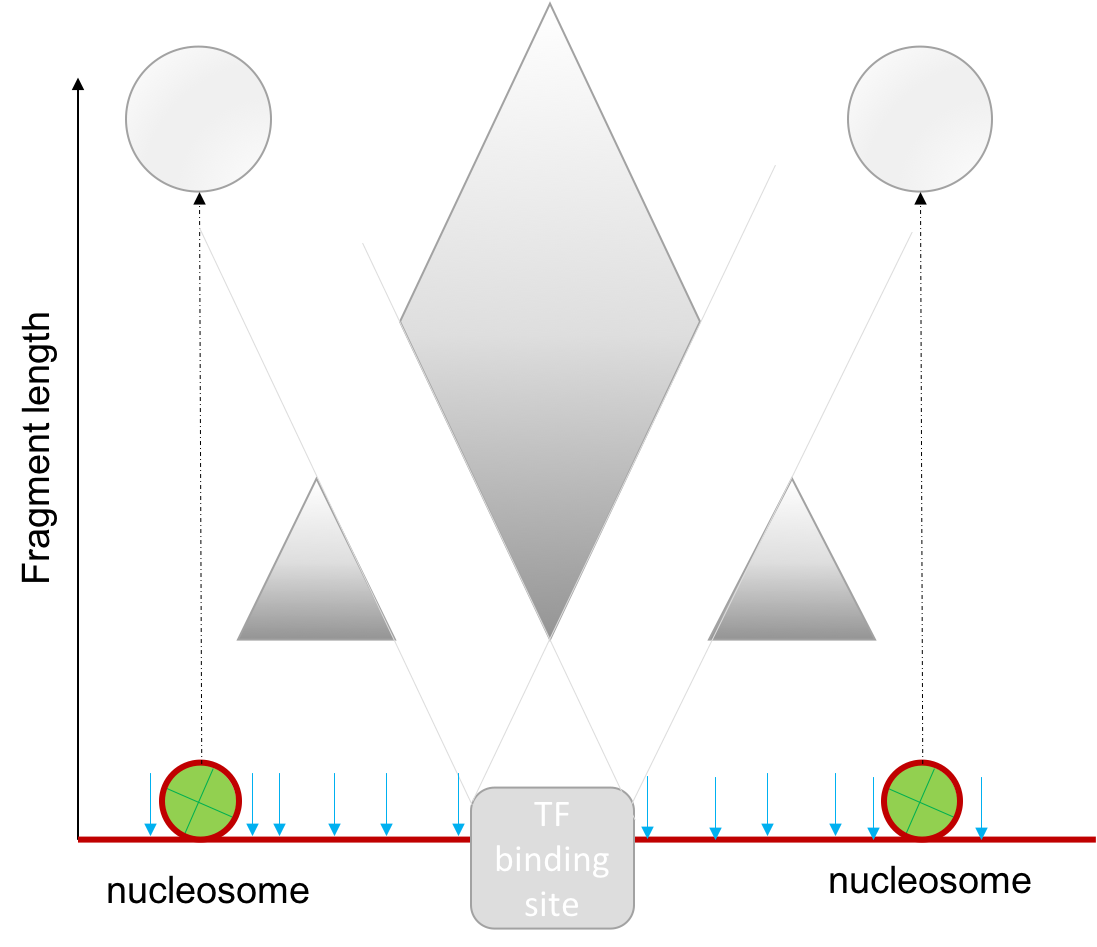 Fragment length
TF
binding
site
nucleosome
nucleosome